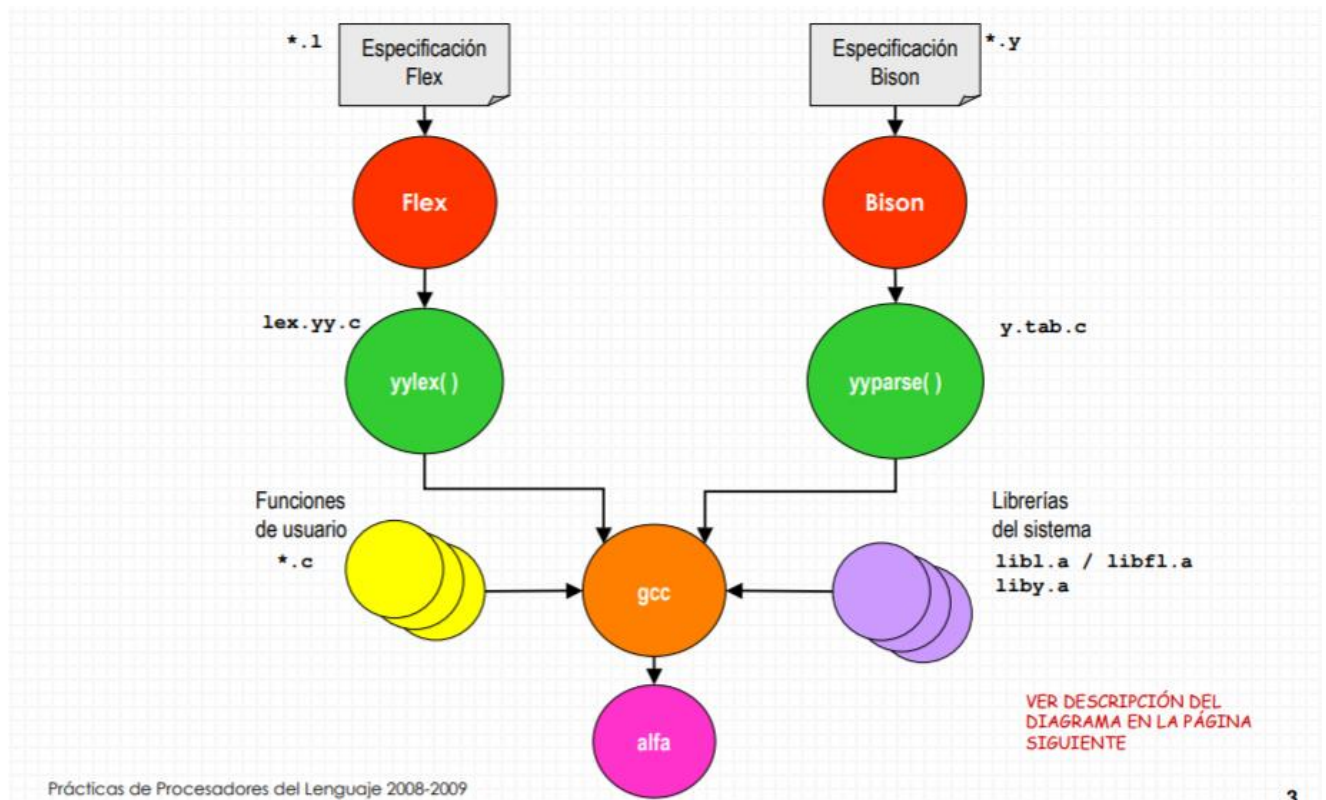 *.l
Especificación
Flex
*.y
Especificación
Bison
Flex
Bison
lex.yy.c
yylex( )
y.tab.c
yyparse( )
Funciones
de usuario
*.c
Librerías
del sistema
libl.a / libfl.a
liby.a
gcc
alfa
VER DESCRIPCIÓN DEL
DIAGRAMA EN LA PÁGINA
SIGUIENTE
Prácticas de Procesadores del Lenguaje 2008-2009
3